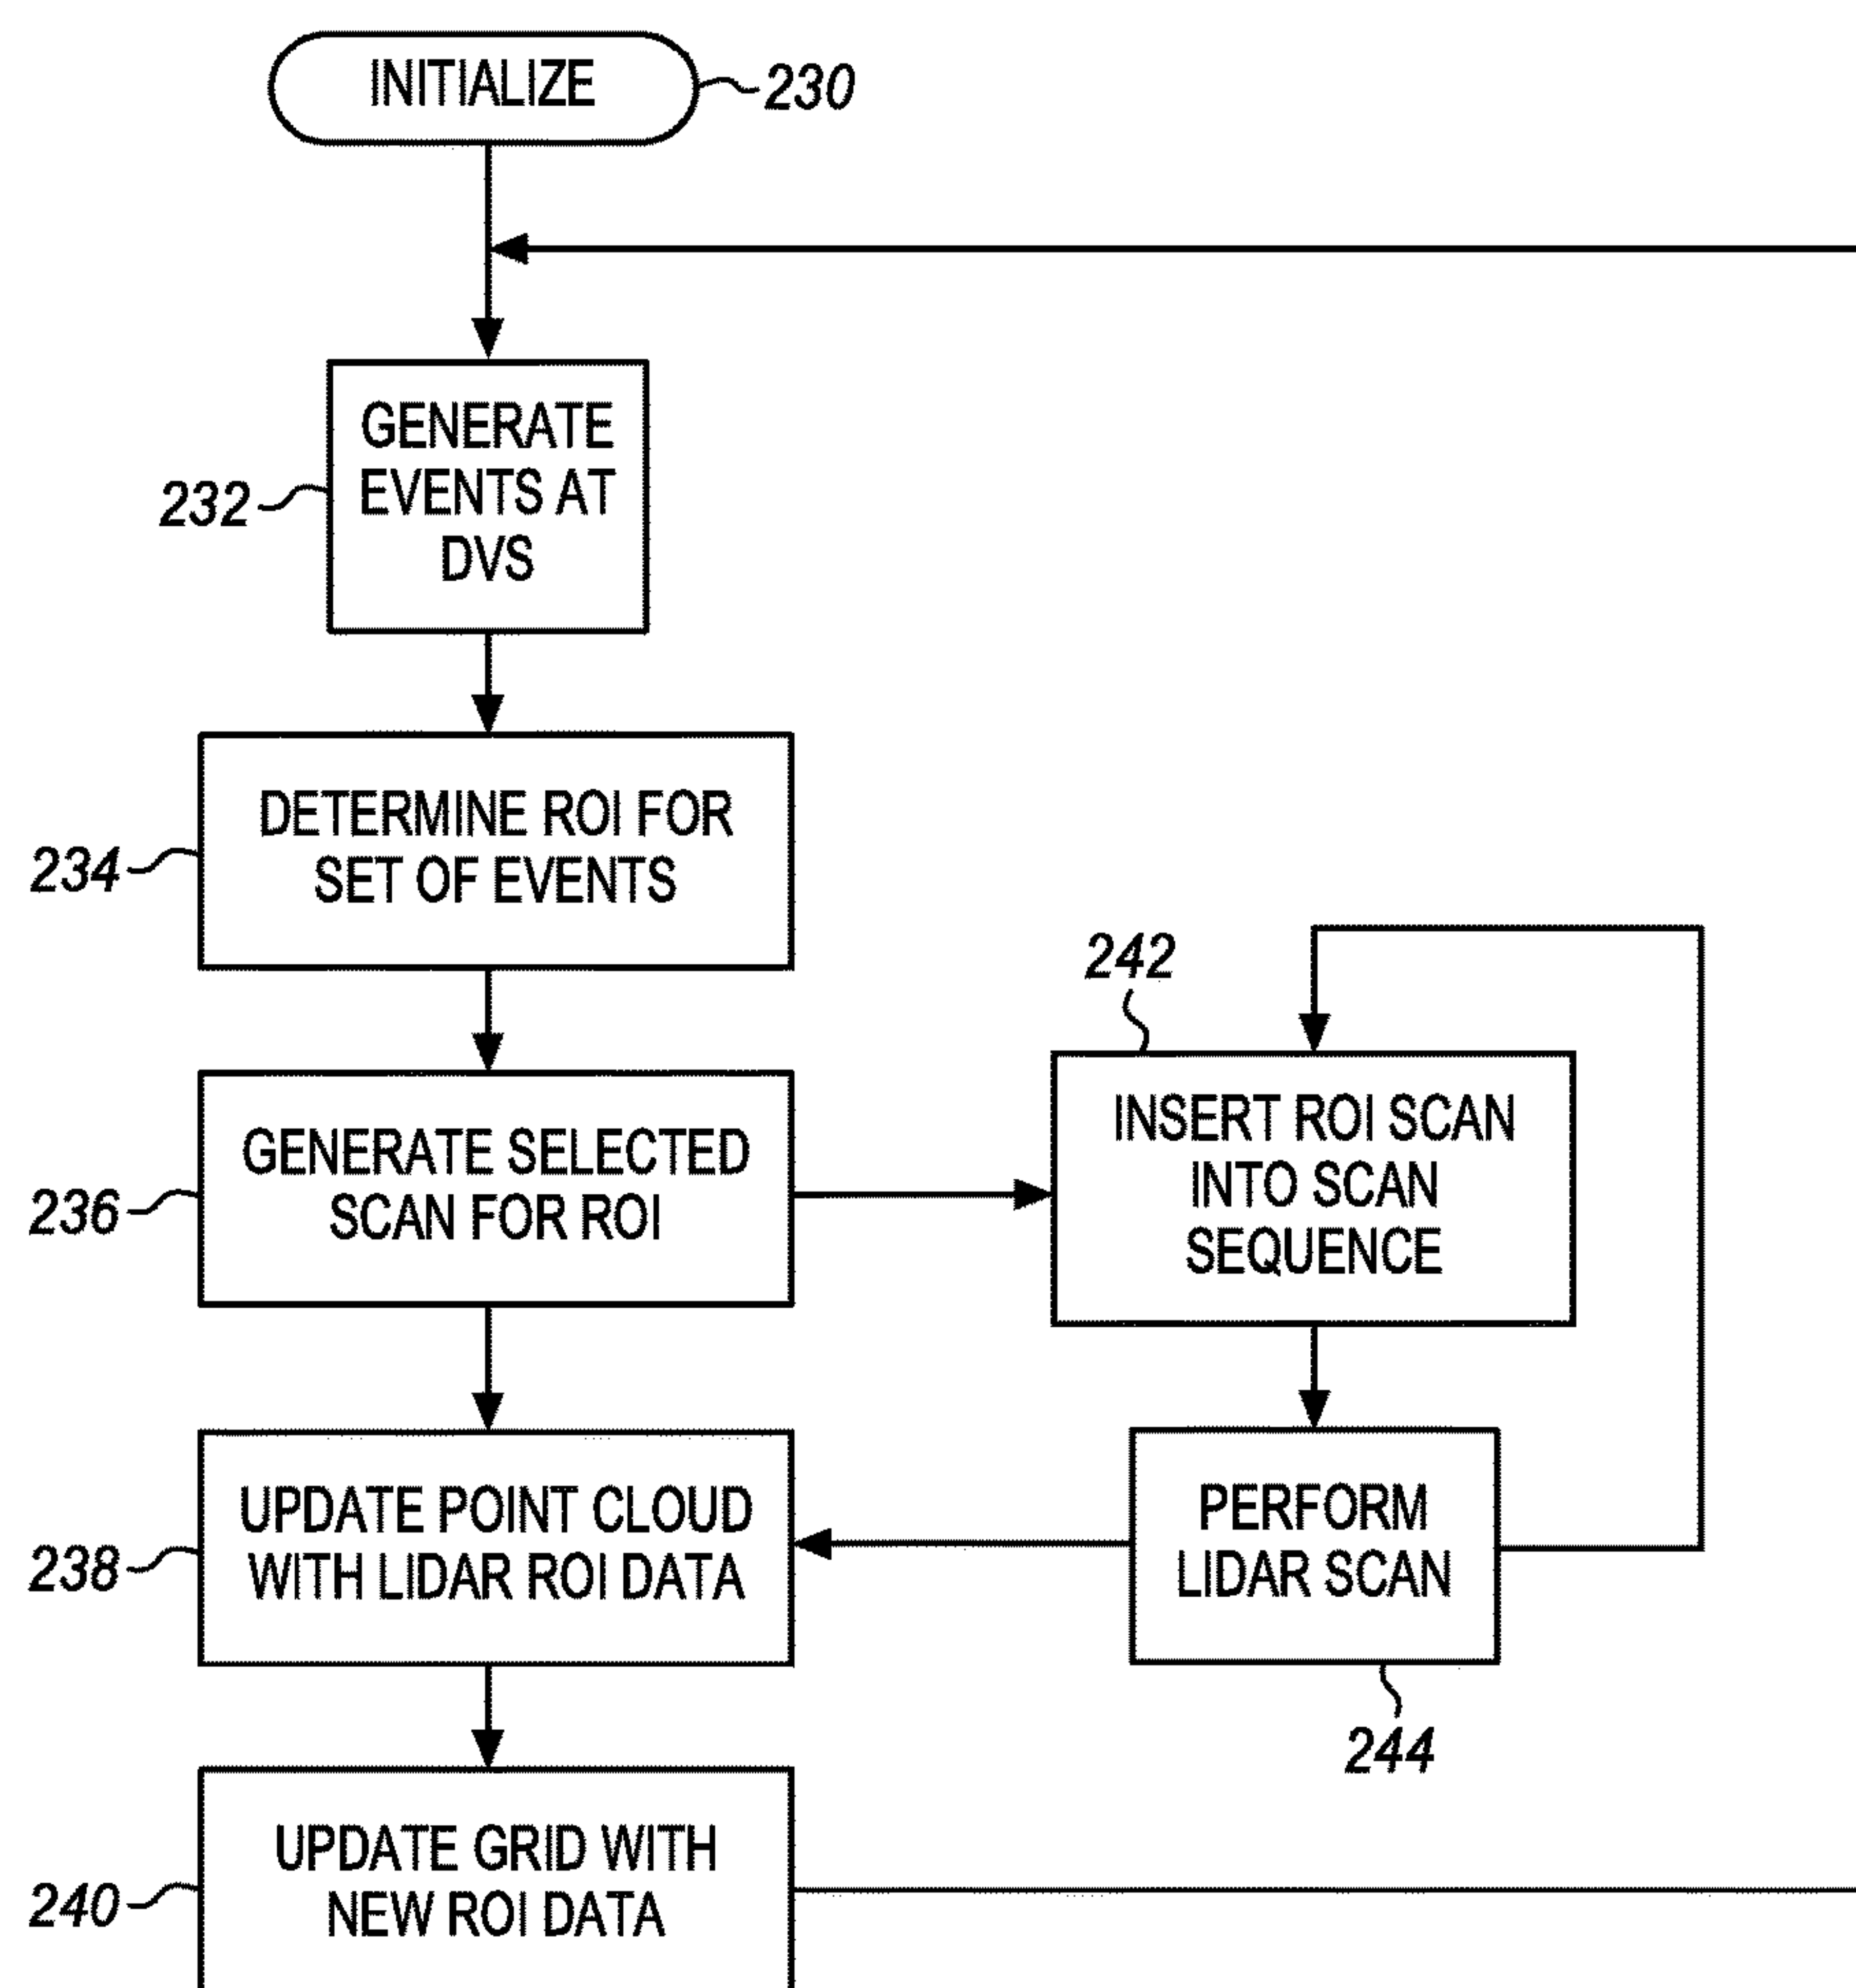 INITIALIZE
230
GENERATE
EVENTS AT
DVS
232
DETERMINE ROI FOR
SET OF EVENTS
234
GENERATE SELECTED
SCAN FOR ROI
236
242
INSERT ROI SCAN
INTO SCAN
SEQUENCE
UPDATE POINT CLOUD
WITH LIDAR ROI DATA
238
PERFORM
LIDAR SCAN
244
UPDATE GRID WITH
NEW ROI DATA
240